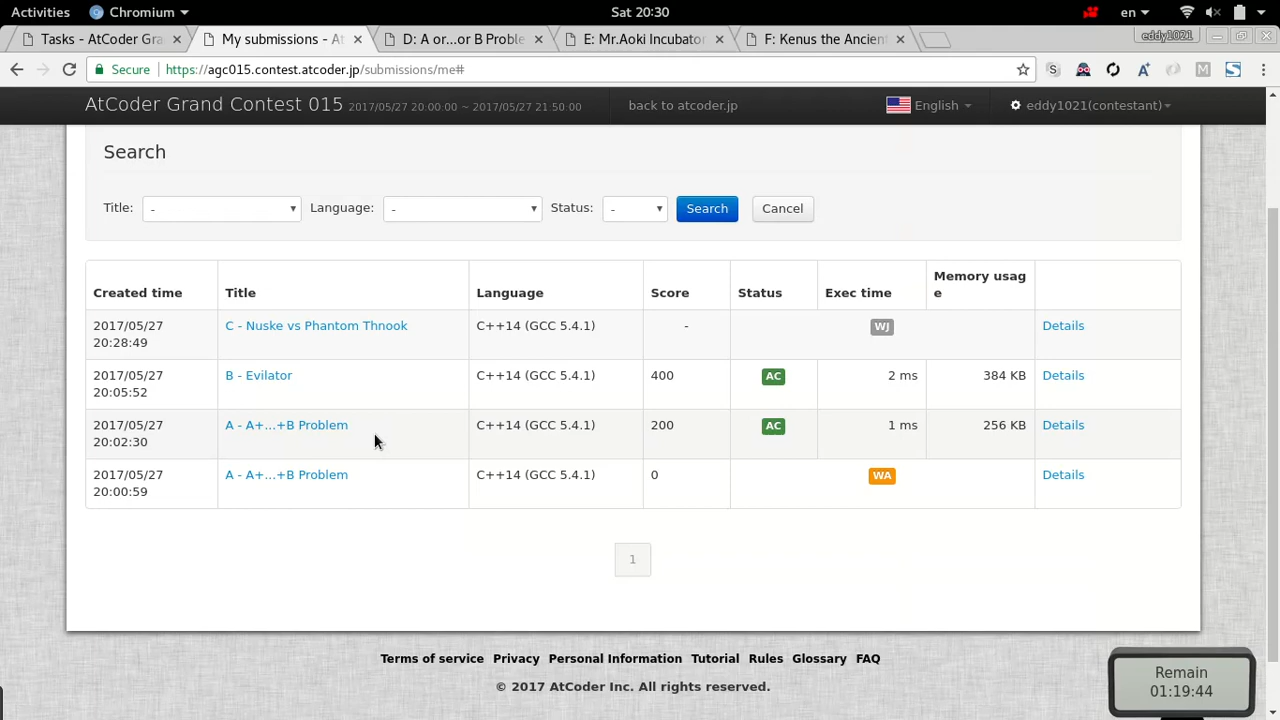 Activities Chromium Sat 20:30 en
Tasks - AtCoder Gra My submissions - At D: A or...or B Prob E: Mr.Aoki Incubator F: Kenus the Ancien eddy1021
Secure https://agc015.contest.atcoder.jp/submissions/me#
AtCoder Grand Contest 015 2017/05/27 20:00:00 ~ 2017/05/27 21:50:00 back to atcoder.jp English eddy1021(contestant)
Search
Title: - Language: - Status: - Search Cancel
Created time Title Language Score Status Exec time Memory usag
e
2017/05/27 C - Nuske vs Phantom Thnook C++14 (GCC 5.4.1) - WJ Details
20:28:49
2017/05/27 B - Evilator C++14 (GCC 5.4.1) 400 AC 2 ms 384 KB Details
20:05:52
2017/05/27 A - A+...+B Problem C++14 (GCC 5.4.1) 200 AC 1 ms 256 KB Details
20:02:30
2017/05/27 A - A+...+B Problem C++14 (GCC 5.4.1) 0 WA Details
20:00:59
1
Terms of service Privacy Personal Information Tutorial Rules Glossary FAQ
© 2017 AtCoder Inc. All rights reserved.
Remain
01:19:44